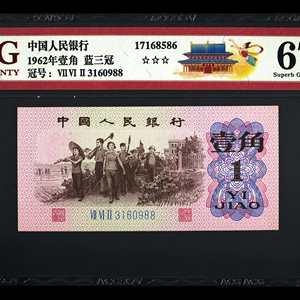 G
NTY
中国人民银行
1962年壹角 蓝三冠
冠号: VII VI II 3160988
17168586
☆☆☆
6
Superb G
中国人民银行
VII VI II 3160988
壹角
1
YI
JIAO